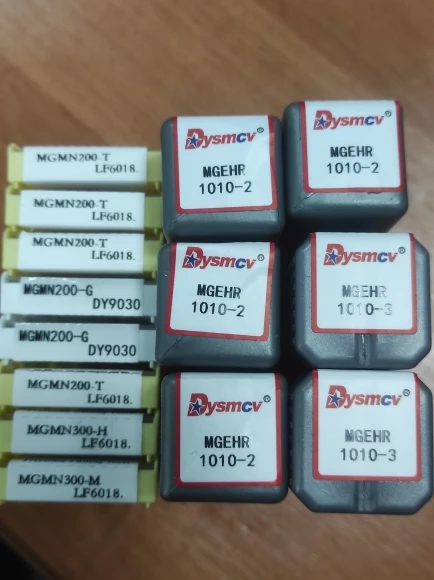 MGMN200-T
LF6018.
MGMN200-T
LF6018.
MGMN200-T
LF6018.
MGMN200-G
DY9030
MGMN200-G
DY9030
MGMN200-T
LF6018.
MGMN300-H
LF6018.
MGMN300-M
LF6018.
Dysmcv®
MGEHR
1010-2
Dysmcv®
MGEHR
1010-2
Dysmcv®
MGEHR
1010-2
Dysmcv®
MGEHR
1010-3
Dysmcv®
MGEHR
1010-2
Dysmcv®
MGEHR
1010-3